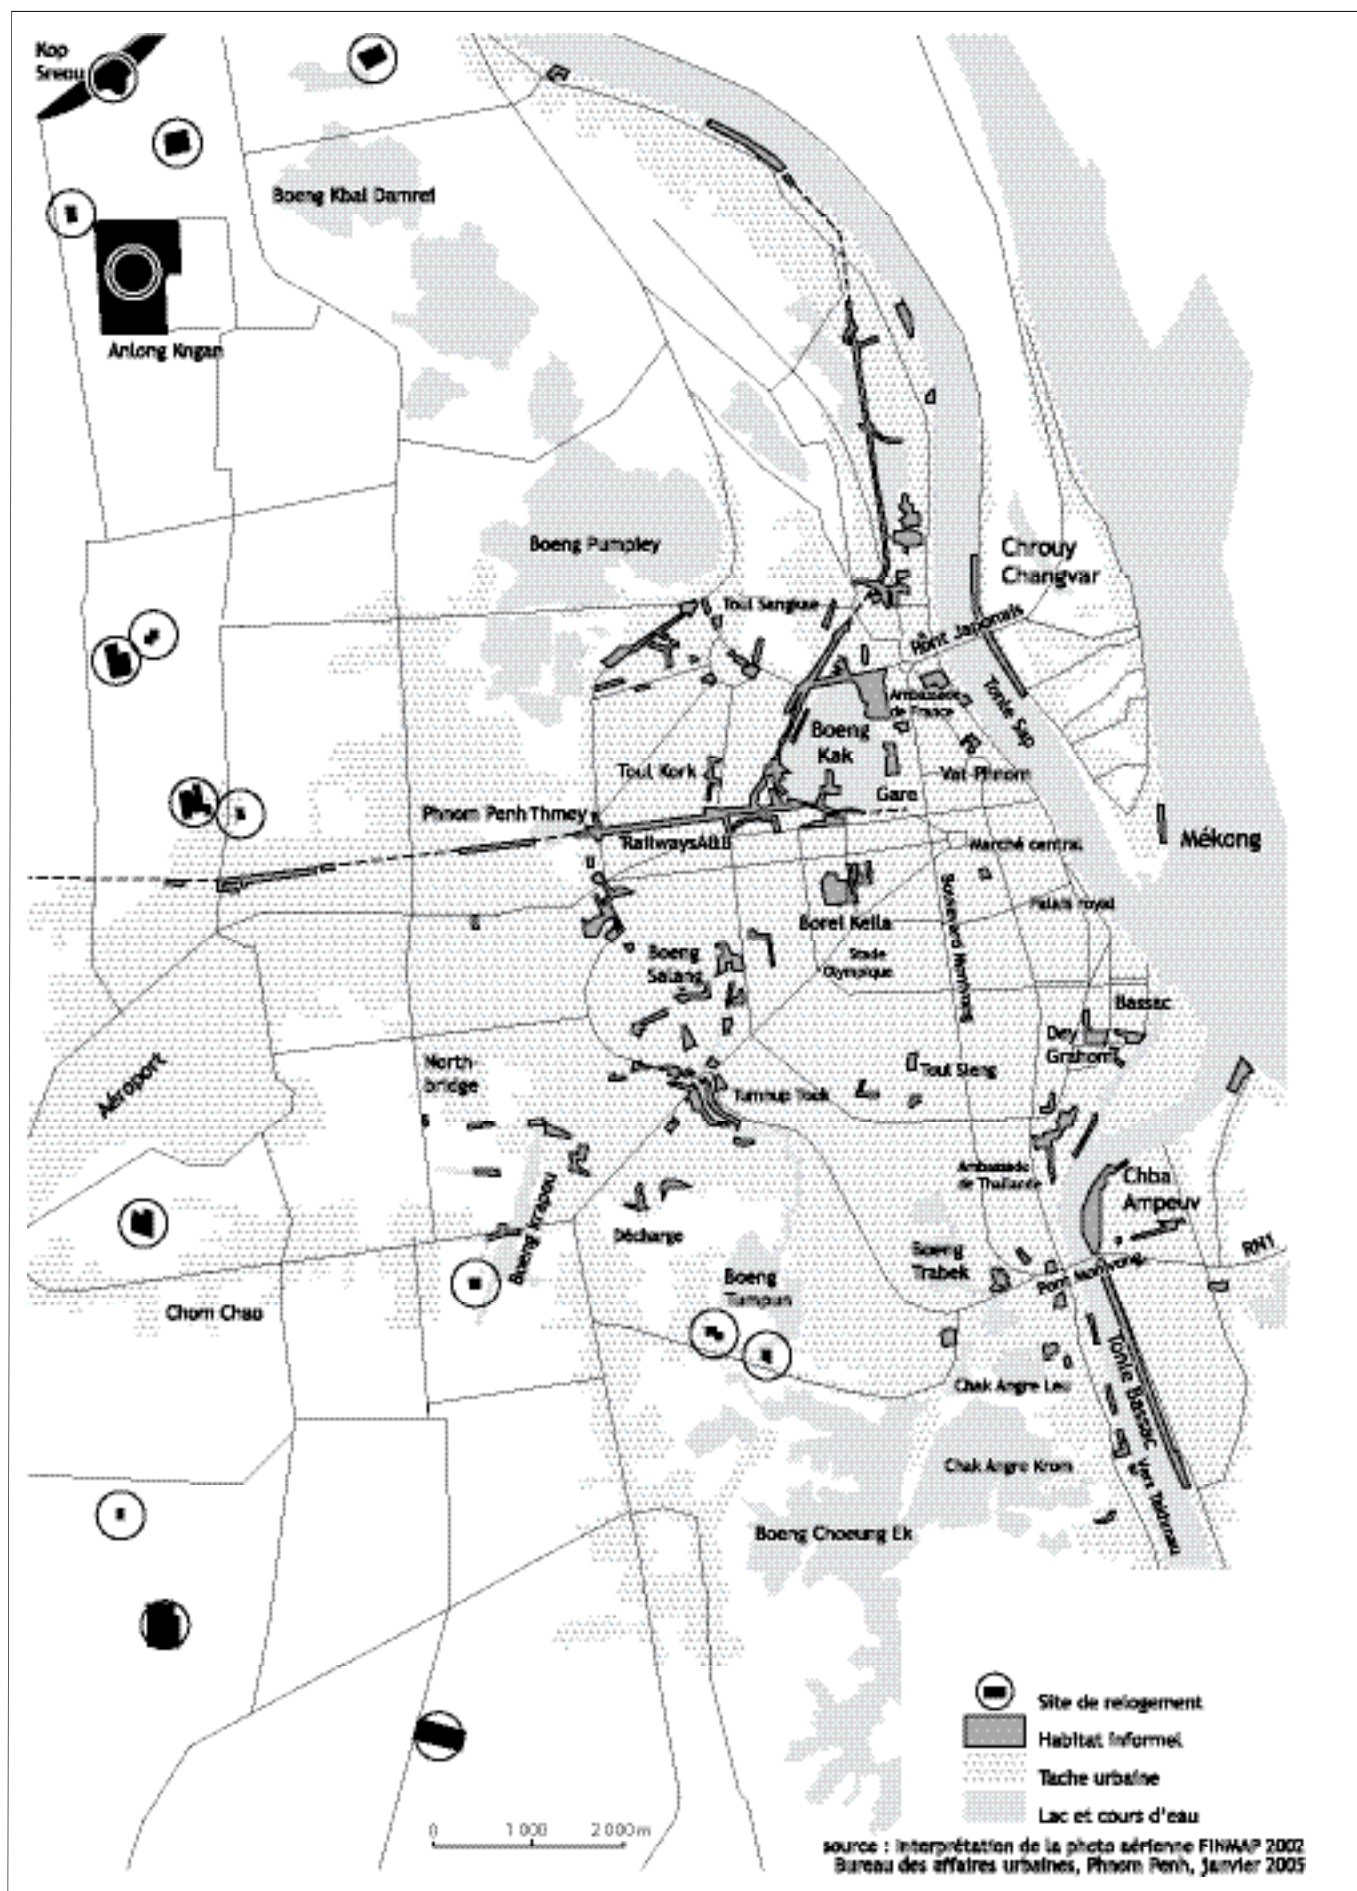 Kop
Sreou
Boeng Kbal Damrei
Anlong Kngan
Boeng Pumpley
Chrouy
Changvar
Toul Sangkae
Pont Japonais
Tonle Sap
Ambassade
de France
Boeng
Kak
Toul Kork
Vat Phnom
Gare
Phnom Penh Thmey
Railways A&B
Marché central
Mékong
Boulevard Monivong
Palais royal
Borei Keila
Boeng
Salang
Stade
Olympique
Bassac
Dey
Grahom
Aéroport
North-
bridge
Toul Sleng
Tumnup Teuk
Ambassade
de Thaïlande
Chba
Ampeuv
Boeng Krapeu
Décharge
Boeng
Trabek
RN1
Pont Monivong
Boeng
Tumpun
Chom Chao
Tonle Bassac
Chak Angre Leu
Chak Angre Krom
Vers Takhmau
Boeng Choeung Ek
Site de relogement
Habitat informel
Tache urbaine
Lac et cours d'eau
0 1 000 2 000 m
source : Interprétation de la photo aérienne FINMAP 2002
Bureau des affaires urbaines, Phnom Penh, janvier 2005